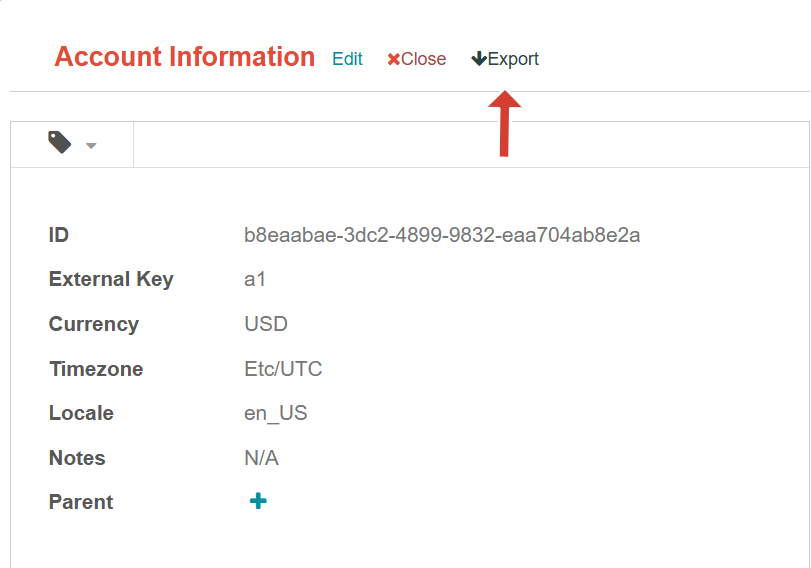 Account Information Edit Close Export
ID b8eaabae-3dc2-4899-9832-eaa704ab8e2a
External Key a1
Currency USD
Timezone Etc/UTC
Locale en_US
Notes N/A
Parent